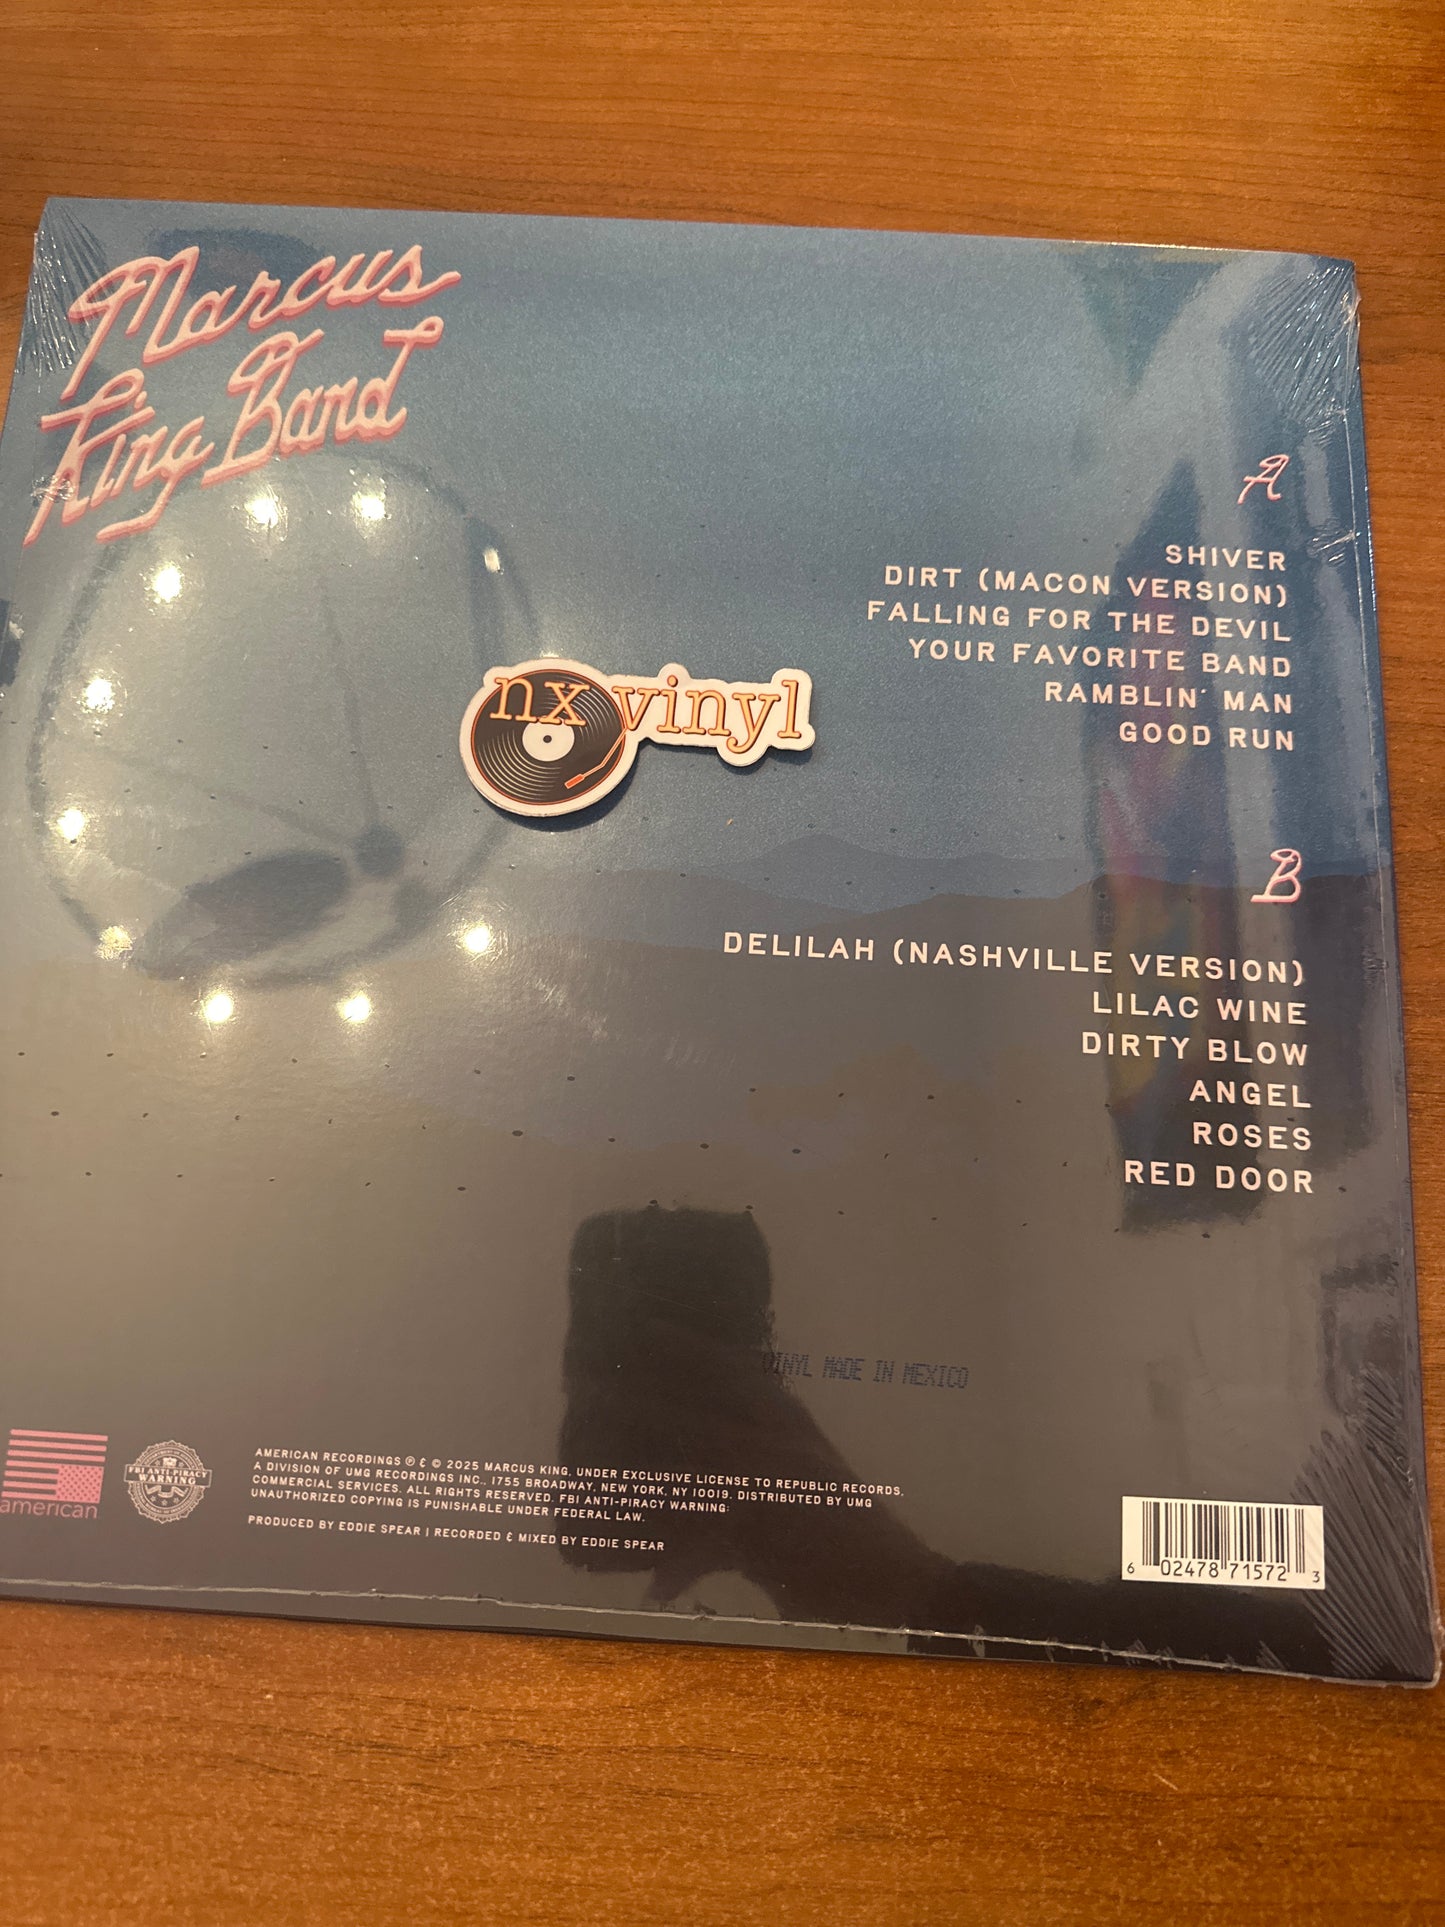 Marcus
King Band
nx vinyl
A
SHIVER
DIRT (MACON VERSION)
FALLING FOR THE DEVIL
YOUR FAVORITE BAND
RAMBLIN' MAN
GOOD RUN
B
DELILAH (NASHVILLE VERSION)
LILAC WINE
DIRTY BLOW
ANGEL
ROSES
RED DOOR
VINYL MADE IN MEXICO
american
FBI ANTI-PIRACY
WARNING
AMERICAN RECORDINGS ℗ & © 2025 MARCUS KING, UNDER EXCLUSIVE LICENSE TO REPUBLIC RECORDS,
A DIVISION OF UMG RECORDINGS INC., 1755 BROADWAY, NEW YORK, NY 10019. DISTRIBUTED BY UMG
COMMERCIAL SERVICES. ALL RIGHTS RESERVED. FBI ANTI-PIRACY WARNING:
UNAUTHORIZED COPYING IS PUNISHABLE UNDER FEDERAL LAW.
PRODUCED BY EDDIE SPEAR | RECORDED & MIXED BY EDDIE SPEAR
6 02478 71572 3